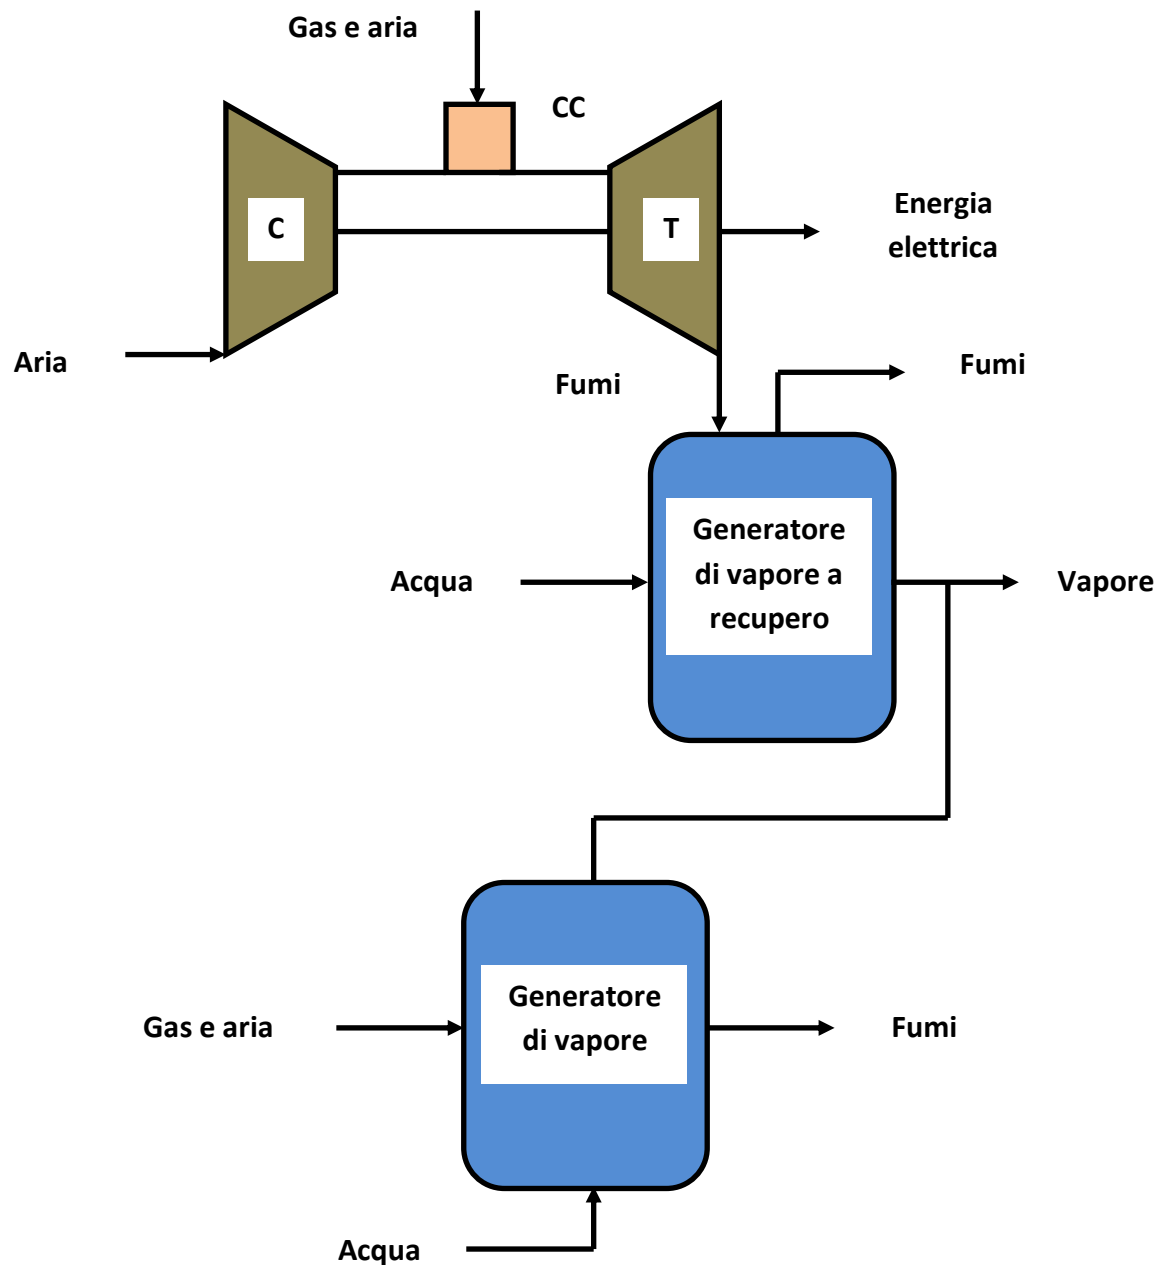 Gas e aria
CC
C
T
Energia
elettrica
Aria
Fumi
Fumi
Generatore
di vapore a
recupero
Acqua
Vapore
Generatore
di vapore
Gas e aria
Fumi
Acqua